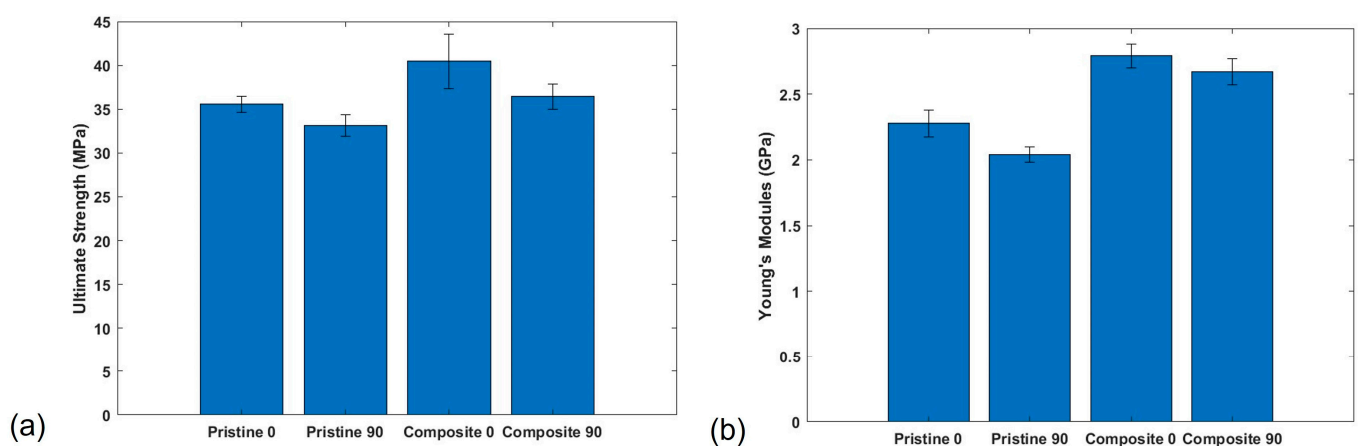 45
40
35
30
25
20
15
10
5
0
Ultimate Strength (MPa)
Pristine 0 Pristine 90 Composite 0 Composite 90
(a)
3
2.5
2
1.5
1
0.5
0
Young's Modules (GPa)
Pristine 0 Pristine 90 Composite 0 Composite 90
(b)